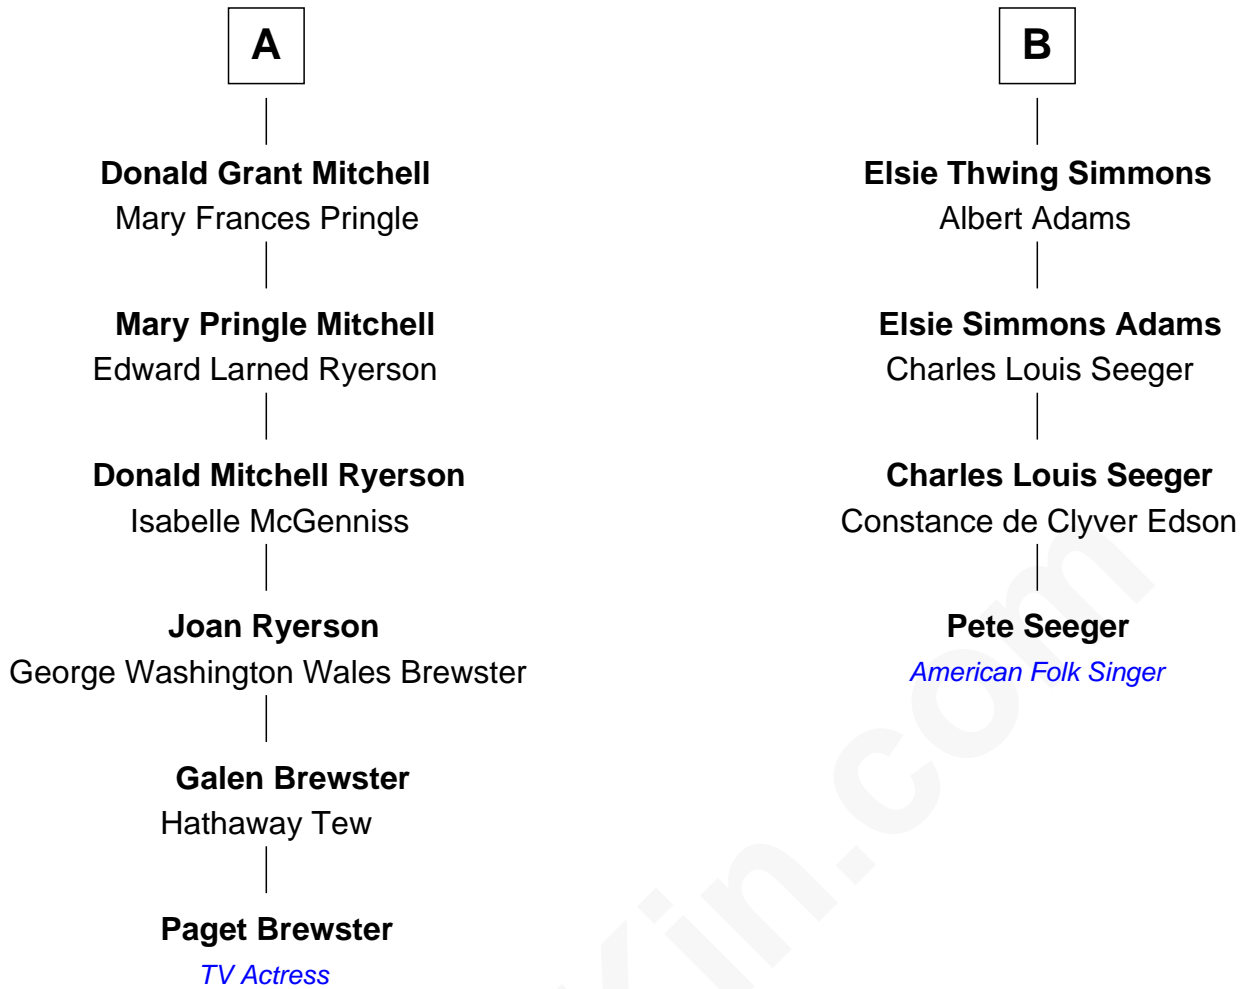 A
Donald Grant Mitchell
Mary Frances Pringle
Mary Pringle Mitchell
Edward Larned Ryerson
Donald Mitchell Ryerson
Isabelle McGenniss
Joan Ryerson
George Washington Wales Brewster
Galen Brewster
Hathaway Tew
Paget Brewster
TV Actress
B
Elsie Thwing Simmons
Albert Adams
Elsie Simmons Adams
Charles Louis Seeger
Charles Louis Seeger
Constance de Clyver Edson
Pete Seeger
American Folk Singer